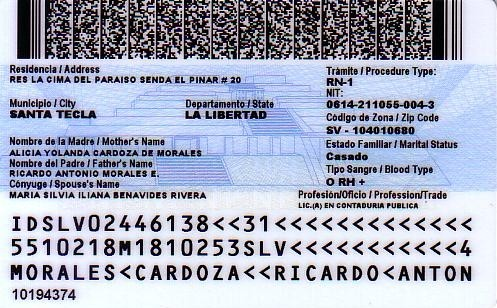 Residencia / Address
RES LA CIMA DEL PARAISO SENDA EL PINAR # 20
Trámite / Procedure Type:
RN-1
NIT:
0614-211055-004-3
Municipio / City
SANTA TECLA
Departamento / State
LA LIBERTAD
Código de Zona / Zip Code
SV - 104010680
Nombre de la Madre / Mother's Name
ALICIA YOLANDA CARDOZA DE MORALES
Estado Familiar / Marital Status
Casado
Nombre del Padre / Father's Name
RICARDO ANTONIO MORALES E.
Tipo Sangre / Blood Type
O RH +
Cónyuge / Spouse's Name
MARIA SILVIA ILIANA BENAVIDES RIVERA
Profesión/Oficio / Profession/Trade
LIC.(A) EN CONTADURIA PUBLICA
IDSLV02446138<<31<<<<<<<<<<<<<
5510218M1810253SLV<<<<<<<<<<<4
MORALES<CARDOZA<<RICARDO<ANTON
10194374